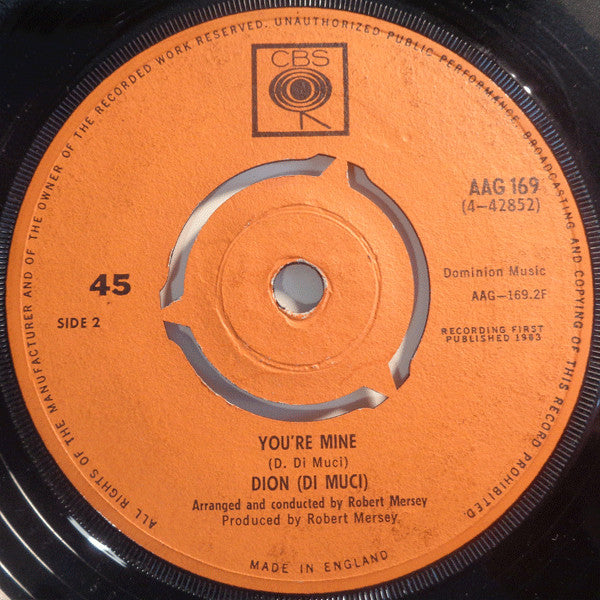 ALL RIGHTS OF THE MANUFACTURER AND OF THE OWNER OF THE RECORDED WORK RESERVED. UNAUTHORIZED PUBLIC PERFORMANCE, BROADCASTING AND COPYING OF THIS RECORD PROHIBITED.
CBS
AAG 169
(4-42852)
45
Dominion Music
AAG-169.2F
SIDE 2
RECORDING FIRST
PUBLISHED 1963
YOU'RE MINE
(D. Di Muci)
DION (DI MUCI)
Arranged and conducted by Robert Mersey
Produced by Robert Mersey.
MADE IN ENGLAND